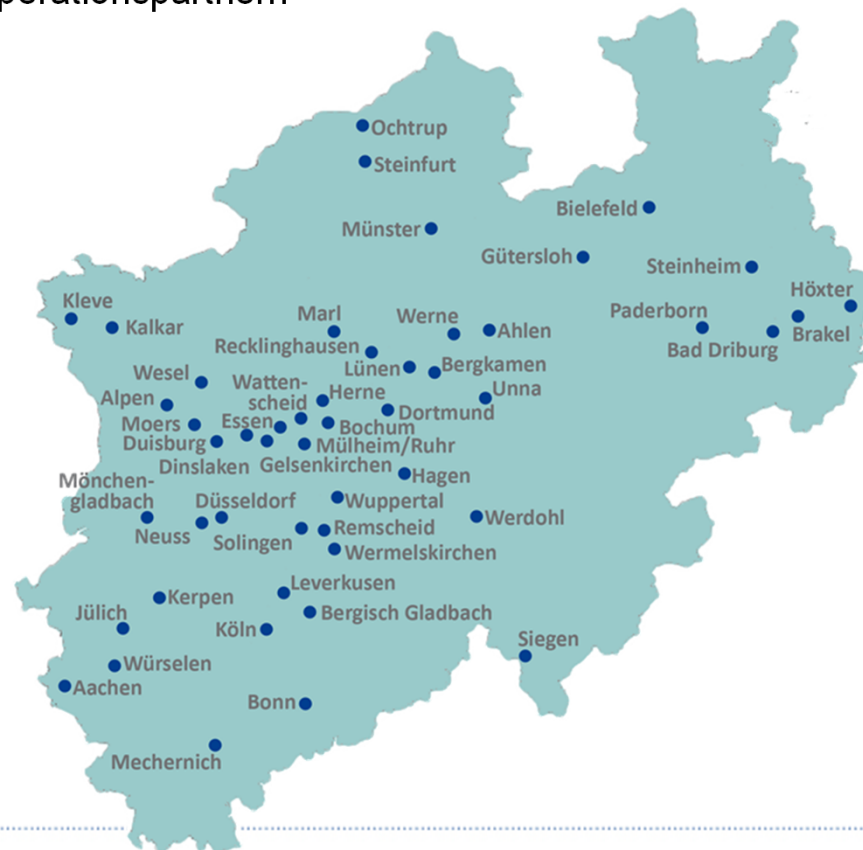 Ochtrup
Steinfurt
Bielefeld
Münster
Gütersloh
Steinheim
Höxter
Kleve
Kalkar
Marl
Werne
Ahlen
Paderborn
Brakel
Recklinghausen
Bad Driburg
Lünen
Bergkamen
Wesel
Watten-
scheid
Herne
Unna
Alpen
Dortmund
Moers
Essen
Bochum
Duisburg
Mülheim/Ruhr
Dinslaken
Gelsenkirchen
Hagen
Mönchen-
gladbach
Düsseldorf
Wuppertal
Werdohl
Neuss
Solingen
Remscheid
Wermelskirchen
Leverkusen
Kerpen
Jülich
Bergisch Gladbach
Köln
Siegen
Würselen
Aachen
Bonn
Mechernich